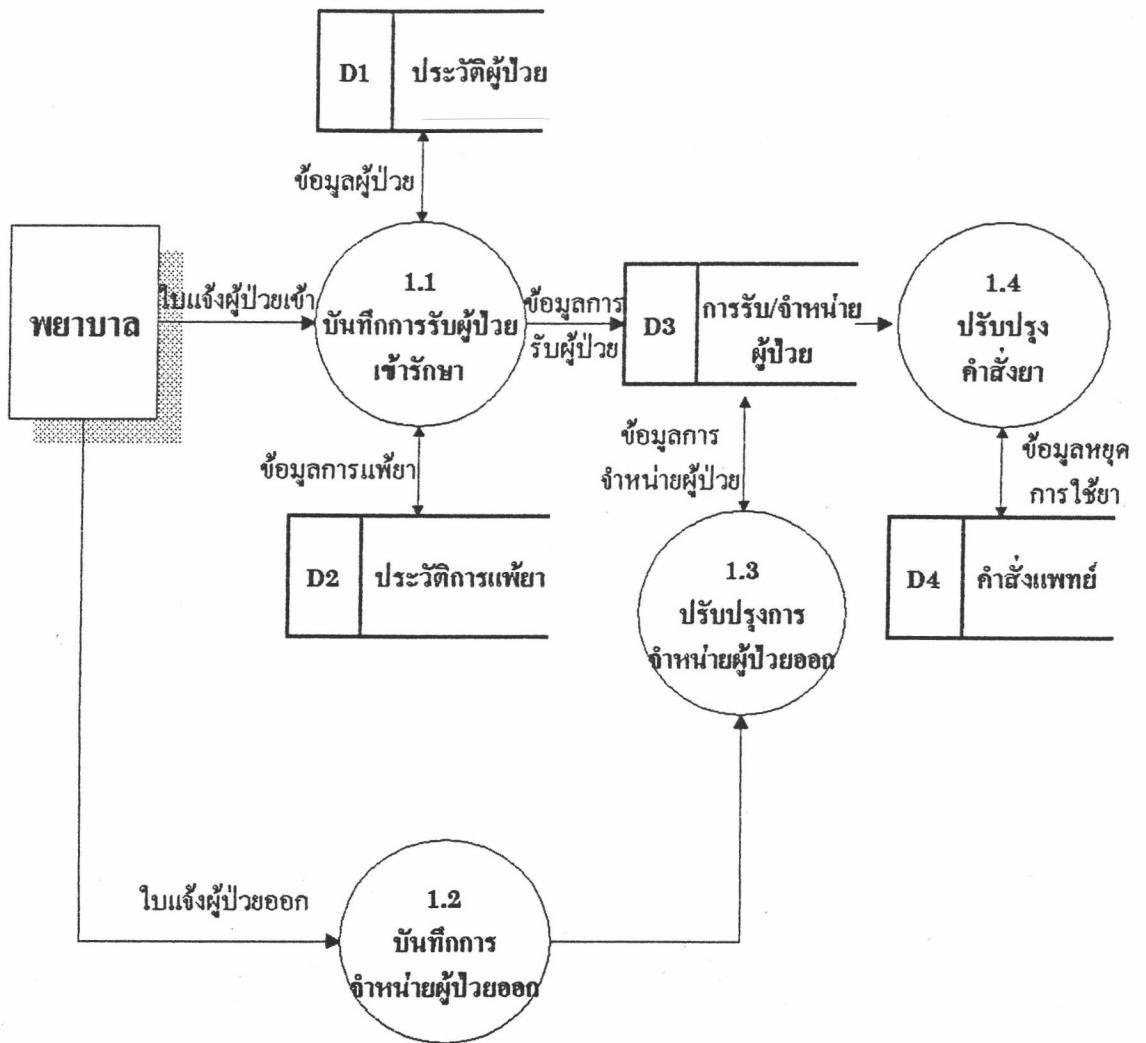 D1
ประวัติผู้ป่วย
ข้อมูลผู้ป่วย
พยาบาล
ใบแจ้งผู้ป่วยเข้า
1.1
บันทึกการรับผู้ป่วย
เข้ารักษา
ข้อมูลการ
รับผู้ป่วย
D3
การรับ/จำหน่าย
ผู้ป่วย
1.4
ปรับปรุง
คำสั่งยา
ข้อมูลการแพ้ยา
ข้อมูลการ
จำหน่ายผู้ป่วย
ข้อมูลหยุด
การใช้ยา
D2
ประวัติการแพ้ยา
1.3
ปรับปรุงการ
จำหน่ายผู้ป่วยออก
D4
คำสั่งแพทย์
ใบแจ้งผู้ป่วยออก
1.2
บันทึกการ
จำหน่ายผู้ป่วยออก